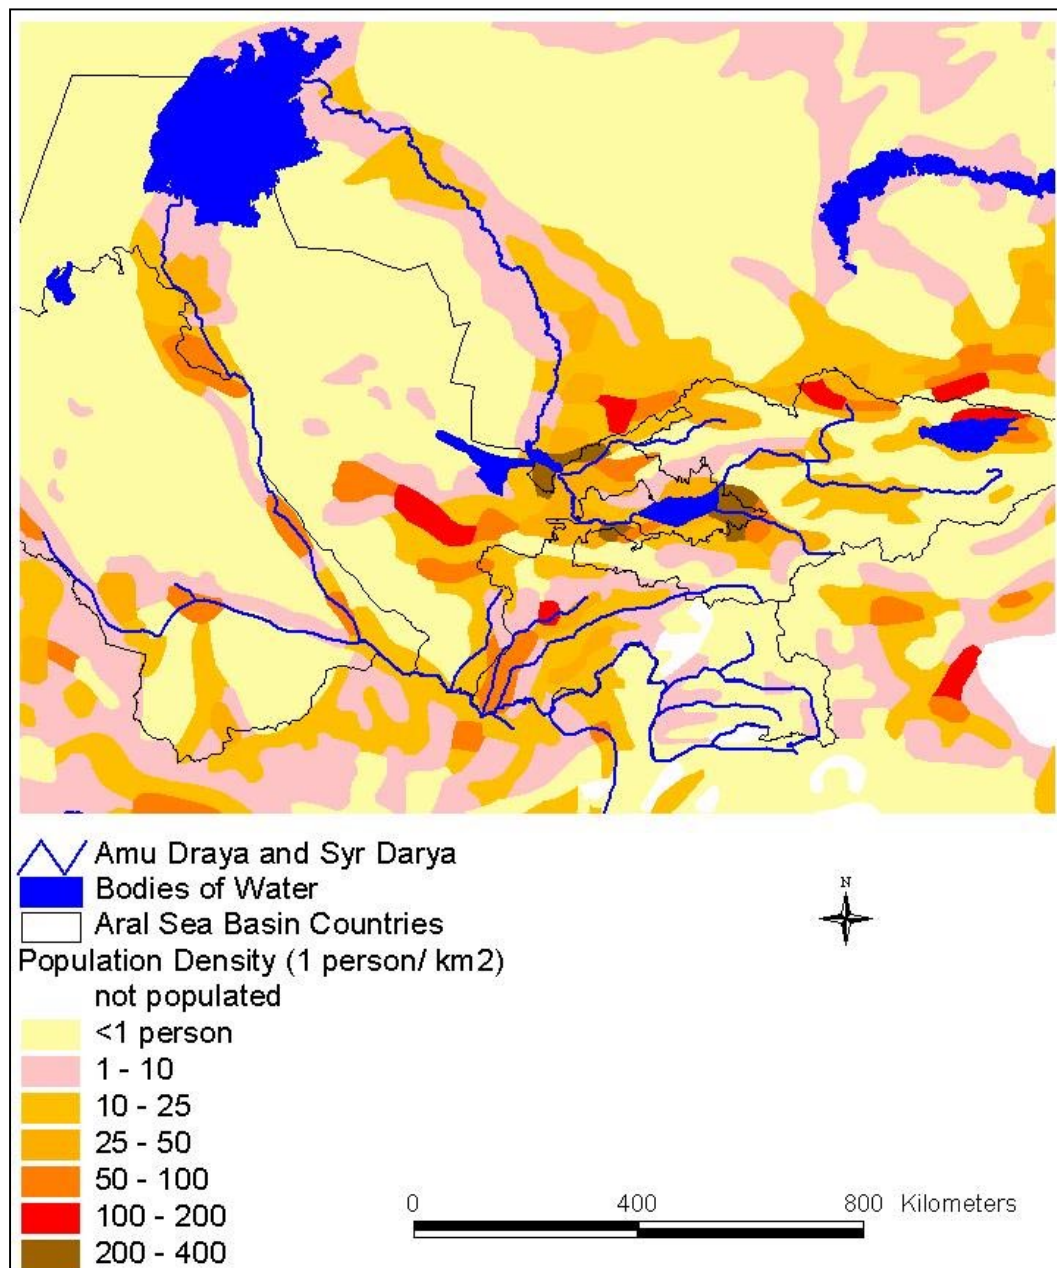 Amu Draya and Syr Darya
Bodies of Water
N
Aral Sea Basin Countries
Population Density (1 person/ km2)
not populated
<1 person
1 - 10
10 - 25
25 - 50
50 - 100
0 400 800 Kilometers
100 - 200
200 - 400